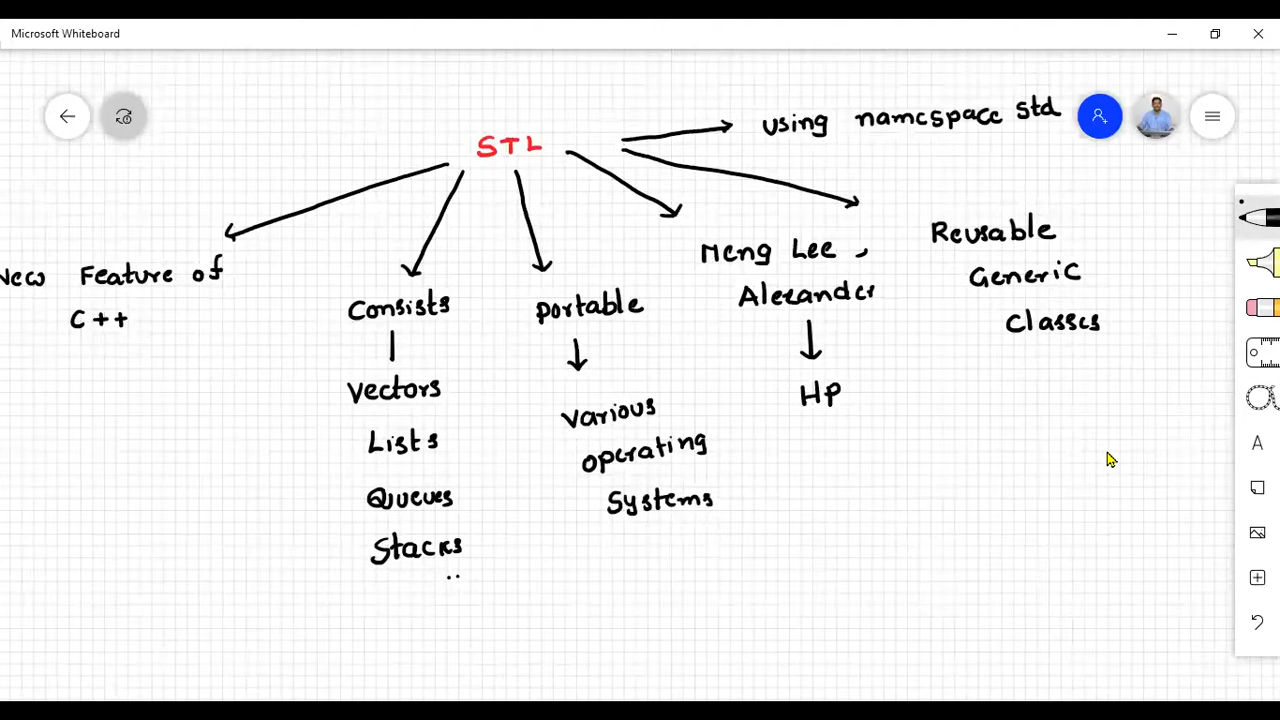 Microsoft Whiteboard
STL
using namespace std
New Feature of
C++
Consists
Vectors
Lists
Queues
Stacks
..
Portable
Various
operating
Systems
Meng Lee,
Alexander
HP
Reusable
Generic
Classes
A